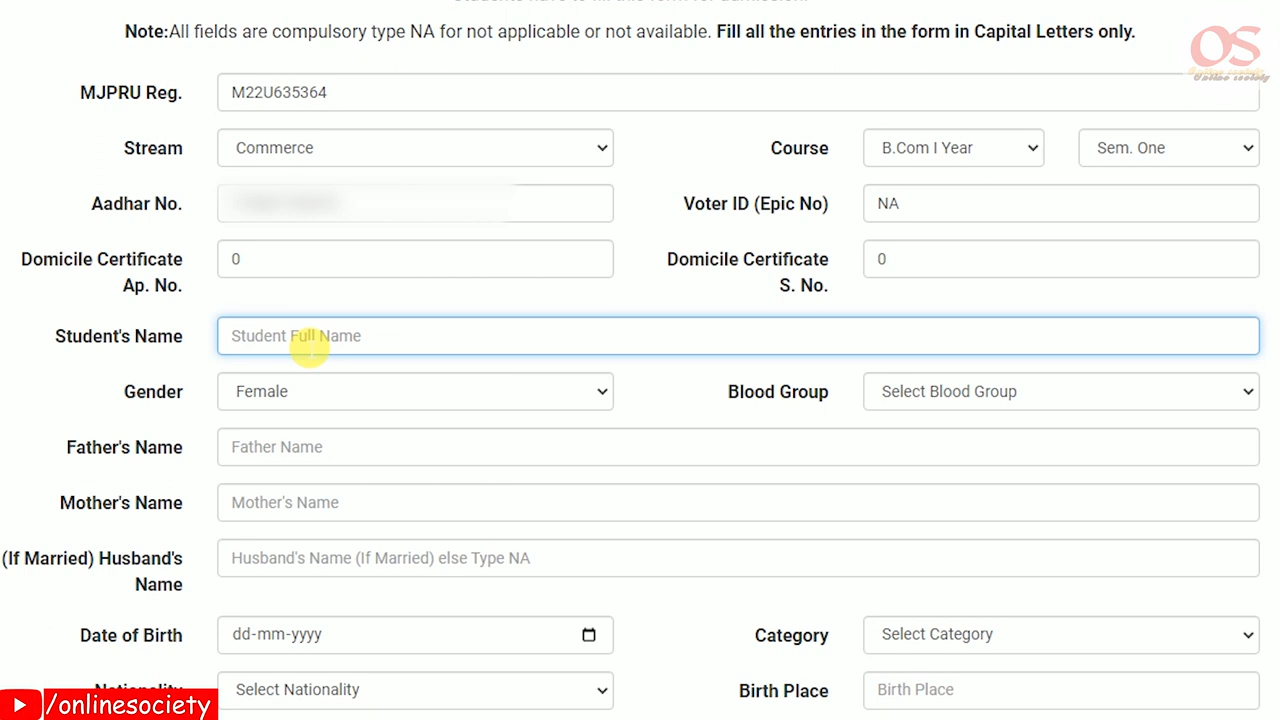 Note:All fields are compulsory type NA for not applicable or not available. Fill all the entries in the form in Capital Letters only.
OS
Online society
MJPRU Reg. M22U635364
Stream Commerce Course B.Com I Year Sem. One
Aadhar No. Voter ID (Epic No) NA
Domicile Certificate Ap. No. 0 Domicile Certificate S. No. 0
Student's Name Student Full Name
Gender Female Blood Group Select Blood Group
Father's Name Father Name
Mother's Name Mother's Name
(If Married) Husband's Name Husband's Name (If Married) else Type NA
Date of Birth dd-mm-yyyy Category Select Category
Nationality Select Nationality Birth Place Birth Place
/onlinesociety